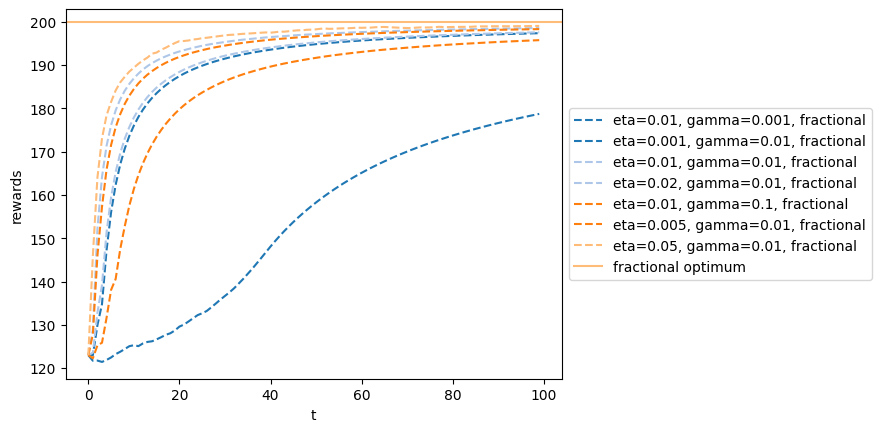 200
190
180
170
160
150
140
130
120
rewards
0
20
40
60
80
100
t
eta=0.01, gamma=0.001, fractional
eta=0.001, gamma=0.01, fractional
eta=0.01, gamma=0.01, fractional
eta=0.02, gamma=0.01, fractional
eta=0.01, gamma=0.1, fractional
eta=0.005, gamma=0.01, fractional
eta=0.05, gamma=0.01, fractional
fractional optimum